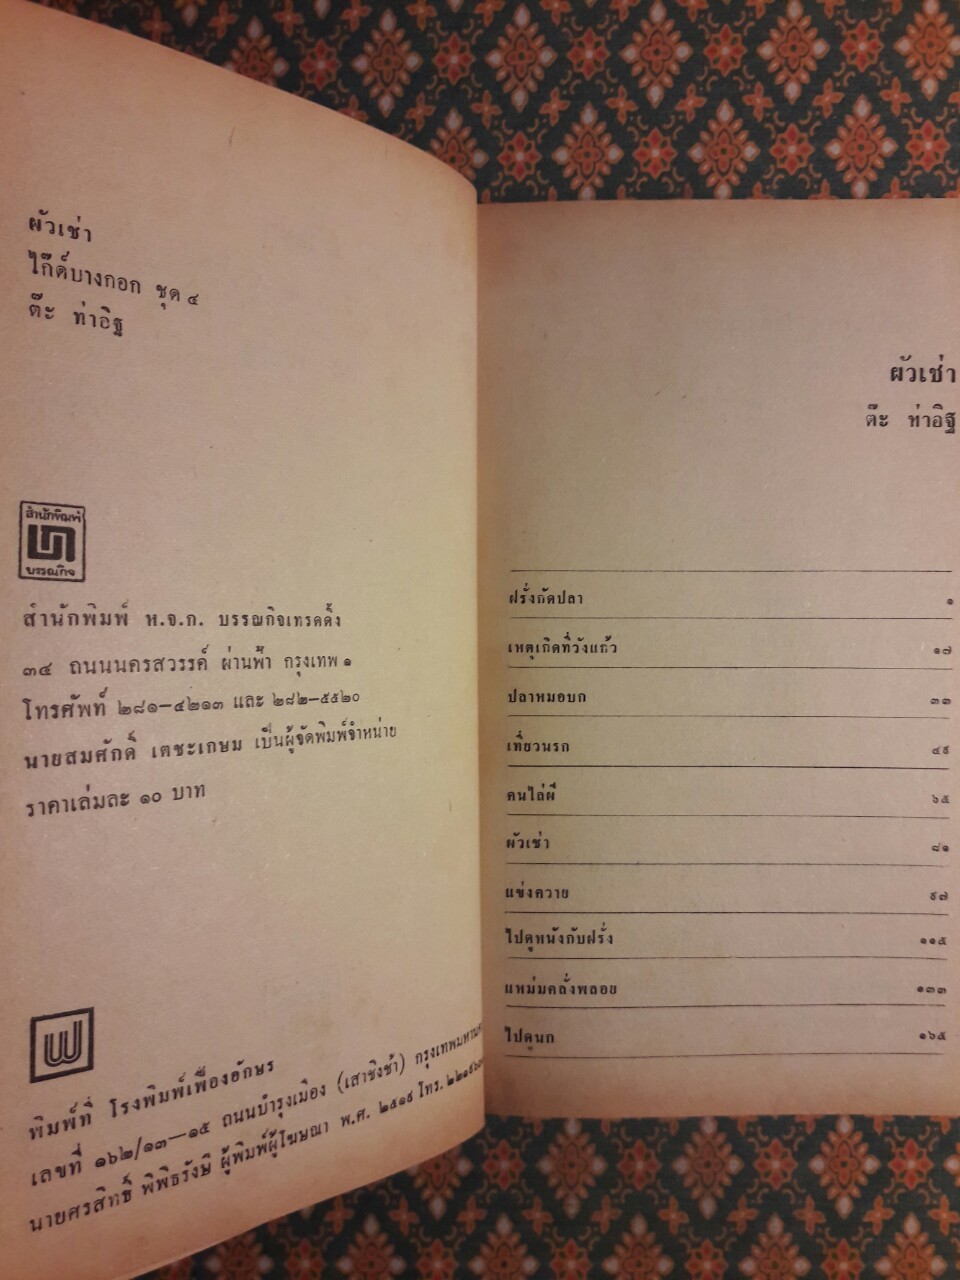 ผัวเช่า
ไก๊ด์บางกอก ชุด ๔
ต๊ะ ท่าอิฐ
สำนักพิมพ์
บรรณกิจ
สำนักพิมพ์ ห.จ.ก. บรรณกิจเทรดดิ้ง
๓๔ ถนนนครสวรรค์ ผ่านฟ้า กรุงเทพ ๑
โทรศัพท์ ๒๘๑–๔๒๑๓ และ ๒๘๒–๕๕๒๐
นายสมศักดิ์ เตชะเกษม เป็นผู้จัดพิมพ์จำหน่าย
ราคาเล่มละ ๑๐ บาท
พิมพ์ที่ โรงพิมพ์เฟื่องอักษร
เลขที่ ๑๖๒/๑๓–๑๕ ถนนบำรุงเมือง (เสาชิงช้า)
นายศรสิทธิ์ พิพิธรังษี ผู้พิมพ์ผู้โฆษณา พ.ศ. ๒๕๑๙ โทร.
ผัวเช่า
ต๊ะ ท่าอิฐ
ฝรั่งกัดปลา ๑
เหตุเกิดที่วังแก้ว ๑๗
ปลาหมอบก ๓๓
เที่ยวนรก ๔๙
คนไล่ผี ๖๕
ผัวเช่า ๘๑
แข่งควาย ๙๗
ไปดูหนังกับฝรั่ง ๑๑๕
แหม่มคลั่งพลอย ๑๓๓
ไปดูนก ๑๖๕